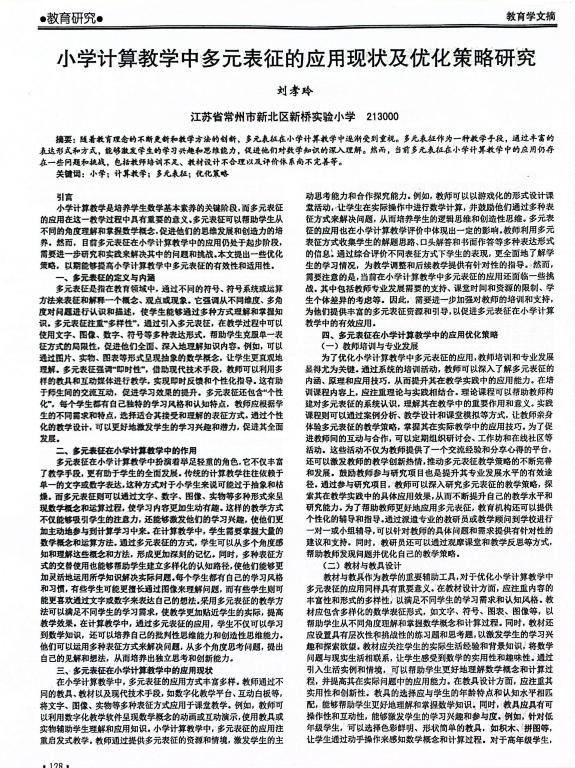 ●教育研究●
教育学文摘
小学计算教学中多元表征的应用现状及优化策略研究
刘孝玲
江苏省常州市新北区新桥实验小学 213000
摘要：随着教育理念的不断更新和教学方法的创新，多元表征在小学计算教学中逐渐受到重视。多元表征作为一种教学手段，通过丰富的
表达形式和方式，能够激发学生的学习兴趣和思维能力，促进他们对数学知识的深入理解。然而，当前多元表征在小学计算教学中的应用仍存
在一些问题和挑战，包括教师培训不足、教材设计不合理以及评价体系尚不完善等。
关键词：小学；计算教学；多元表征；优化策略
引言
小学计算教学是培养学生数学基本素养的关键阶段，而多元表征
的应用在这一教学过程中具有重要的意义。多元表征可以帮助学生从
不同的角度理解和掌握数学概念，促进他们的思维发展和创造力的培
养。然而，目前多元表征在小学计算教学中的应用仍处于起步阶段，
需要进一步研究和实践来解决其中的问题和挑战。本文提出一些优化
策略，以期能够提高小学计算教学中多元表征的有效性和适用性。
一、多元表征的定义与内涵
多元表征是指在教育领域中，通过不同的符号、符号系统或运算
方法来表征和解释一个概念、观点或现象。它强调从不同维度、多角
度对问题进行认识和描述，使学生能够通过多种方式理解和掌握知
识。多元表征注重“多样性”，通过引入多元表征，在教学过程中可以
使用文字、图像、数字、符号等多种表达形式，帮助学生克服单一表
征方式的局限性，促进他们全面、深入地理解知识内容。例如，可以
通过图片、实物、图表等形式呈现抽象的数学概念，让学生更直观地
理解。多元表征强调“即时性”，借助现代技术手段，教师可以利用多
样的教具和互动媒体进行教学，实现即时反馈和个性化指导。这有助
于师生间的交流互动，促进学习效果的提升。多元表征还包含“个性
化”，每个学生都有自己独特的学习风格和认知特点，教师应根据学
生的不同需求和特点，选择适合其接受和理解的表征方式，通过个性
化的教学设计，可以更好地激发学生的学习兴趣和潜力，促进其全面
发展。
二、多元表征在小学计算教学中的作用
多元表征在小学计算教学中扮演着举足轻重的角色，它不仅丰富
了教学手段，更有助于学生的全面发展。传统的计算教学往往依赖于
单一的文字或数字表达，这种方式对于小学生来说可能过于抽象和枯
燥。而多元表征则可以通过文字、数字、图像、实物等多种形式来呈
现数学概念和运算过程，使学习内容更加生动有趣。这样的教学方式
不仅能够吸引学生的注意力，还能够激发他们的学习兴趣，使他们更
加主动地参与到计算学习中来。在计算教学中，学生需要掌握大量的
数学概念和运算方法。通过多元表征的方式，学生可以从多个角度感
知和理解这些概念和方法，形成更加深刻的记忆。同时，多种表征方
式的交替使用也能够帮助学生建立多样化的认知路径，使他们能够更
加灵活地运用所学知识解决实际问题。每个学生都有自己的学习风格
和习惯，有些学生可能更擅长通过图像来理解问题，而有些学生则可
能更喜欢通过文字或数字来表达自己的想法。采用多元表征的教学方
法可以满足不同学生的学习需求，使教学更加贴近学生的实际，提高
教学效果。在计算教学中，通过多元表征的应用，学生不仅可以学习
到数学知识，还可以培养自己的批判性思维能力和创造性思维能力。
他们可以运用多种表征方式来解决问题，从多个角度思考问题，提出
自己的见解和想法，从而培养出独立思考和创新能力。
三、多元表征在小学计算教学中的应用现状
在小学计算教学中，多元表征的应用方式丰富多样。教师通过不
同的教具、教材以及现代技术手段，如数字化教学平台、互动白板等，
将文字、图像、实物等多种表征方式应用于课堂教学。例如，教师可
以利用数字化教学软件呈现数学概念的动画或互动演示，使用教具或
实物辅助学生理解和应用知识。小学计算教学中，多元表征的应用注
重启发式教学。教师通过提供多元表征的资源和情境，激发学生的主
·128·
动思考能力和合作探究能力。例如，教师可以以游戏化的形式设计课
堂活动，让学生在实际操作中进行数学计算，并鼓励他们通过多种表
征方式来解决问题，从而培养学生的逻辑思维和创造性思维。多元表
征的应用也在小学计算教学评价中体现出一定的影响。教师利用多元
表征方式收集学生的解题思路、口头解答和书面作答等多种表达形式
的信息。通过综合评价不同表征方式下学生的表现，更全面地了解学
生的学习情况，为教学调整和后续教学提供有针对性的指导。然而，
需要注意的是，当前在小学计算教学中多元表征的应用还面临一些挑
战。其中包括教师专业发展需要的支持、课堂时间和资源的限制、学
生个体差异的考虑等。因此，需要进一步加强对教师的培训和支持，
为他们提供丰富的多元表征资源和引导，以促进多元表征在小学计算
教学中的有效应用。
四、多元表征在小学计算教学中的应用优化策略
（一）教师培训与专业发展
为了优化小学计算教学中多元表征的应用，教师培训和专业发展
显得尤为关键。通过系统的培训活动，教师可以深入了解多元表征的
内涵、原理和应用技巧，从而提升其在教学实践中的应用能力。在培
训课程内容上，应注重理论与实践相结合。理论课程可以帮助教师构
建对多元表征的系统认识，理解其在教学中的重要作用和意义。实践
课程则可以通过案例分析、教学设计和课堂模拟等方式，让教师亲身
体验多元表征的教学策略，掌握其在实际教学中的应用技巧。为了促
进教师间的互动与合作，可以定期组织研讨会、工作坊和在线社区等
活动。这些活动不仅为教师提供了一个交流经验和分享心得的平台，
还可以激发教师的教学创新热情，推动多元表征教学策略的不断完善
和发展。鼓励教师参与研究项目也是提升其专业发展水平的有效途
径。通过参与研究项目，教师可以深入研究多元表征的教学策略，探
索其在教学实践中的具体应用效果，从而不断提升自己的教学水平和
研究能力。为了帮助教师更好地应用多元表征，教育机构还可以提供
个性化的辅导和指导。通过派遣专业的教研员或教学顾问到学校进行
一对一或小组辅导，可以针对教师的具体问题和需求提供有针对性的
建议和支持。同时，教研员还可以通过观摩课堂和教学反思等方式，
帮助教师发现问题并优化自己的教学策略。
（二）教材与教具设计
教材与教具作为教学的重要辅助工具，对于优化小学计算教学中
多元表征的应用同样具有重要意义。在教材设计方面，应注重内容的
丰富性和形式的多样性，以满足不同学生的学习需求和认知风格。教
材应包含多样化的数学表征形式，如文字、符号、图表、图像等，以
帮助学生从不同角度理解和掌握数学概念和计算过程。同时，教材还
应设置具有层次性和挑战性的练习题和思考题，以激发学生的学习兴
趣和探索欲望。教材应关注学生的实际生活经验和背景知识，将数学
问题与现实生活相联系，让学生感受到数学的实用性和趣味性。通过
引入生活实例和情境，可以帮助学生更好地理解数学概念和计算过
程，并提高其在实际问题中的应用能力。在教具设计方面，应注重其
实用性和创新性。教具的选择应与学生的年龄特点和认知水平相匹
配，能够帮助学生更好地理解和掌握数学知识。同时，教具应具有可
操作性和互动性，能够激发学生的学习兴趣和参与度。例如，针对低
年级学生，可以选择色彩鲜明、形状简单的教具，如积木、拼图等，
让学生通过动手操作来感知数学概念和计算过程。对于高年级学生，